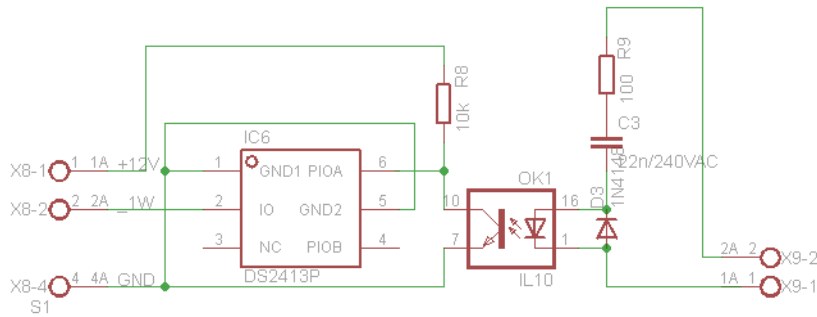 R9
100
R8
10k
C3
22n/240VAC
IC6
1N4148
D3
X8-1 1 1A +12V
1 GND1 PIOA 6
OK1
X8-2 2 2A _1W
2 IO GND2 5
10 16
3 NC PIOB 4
7 1
2A 2 X9-2
X8-4 4 4A GND
DS2413P
IL10
1A 1 X9-1
S1